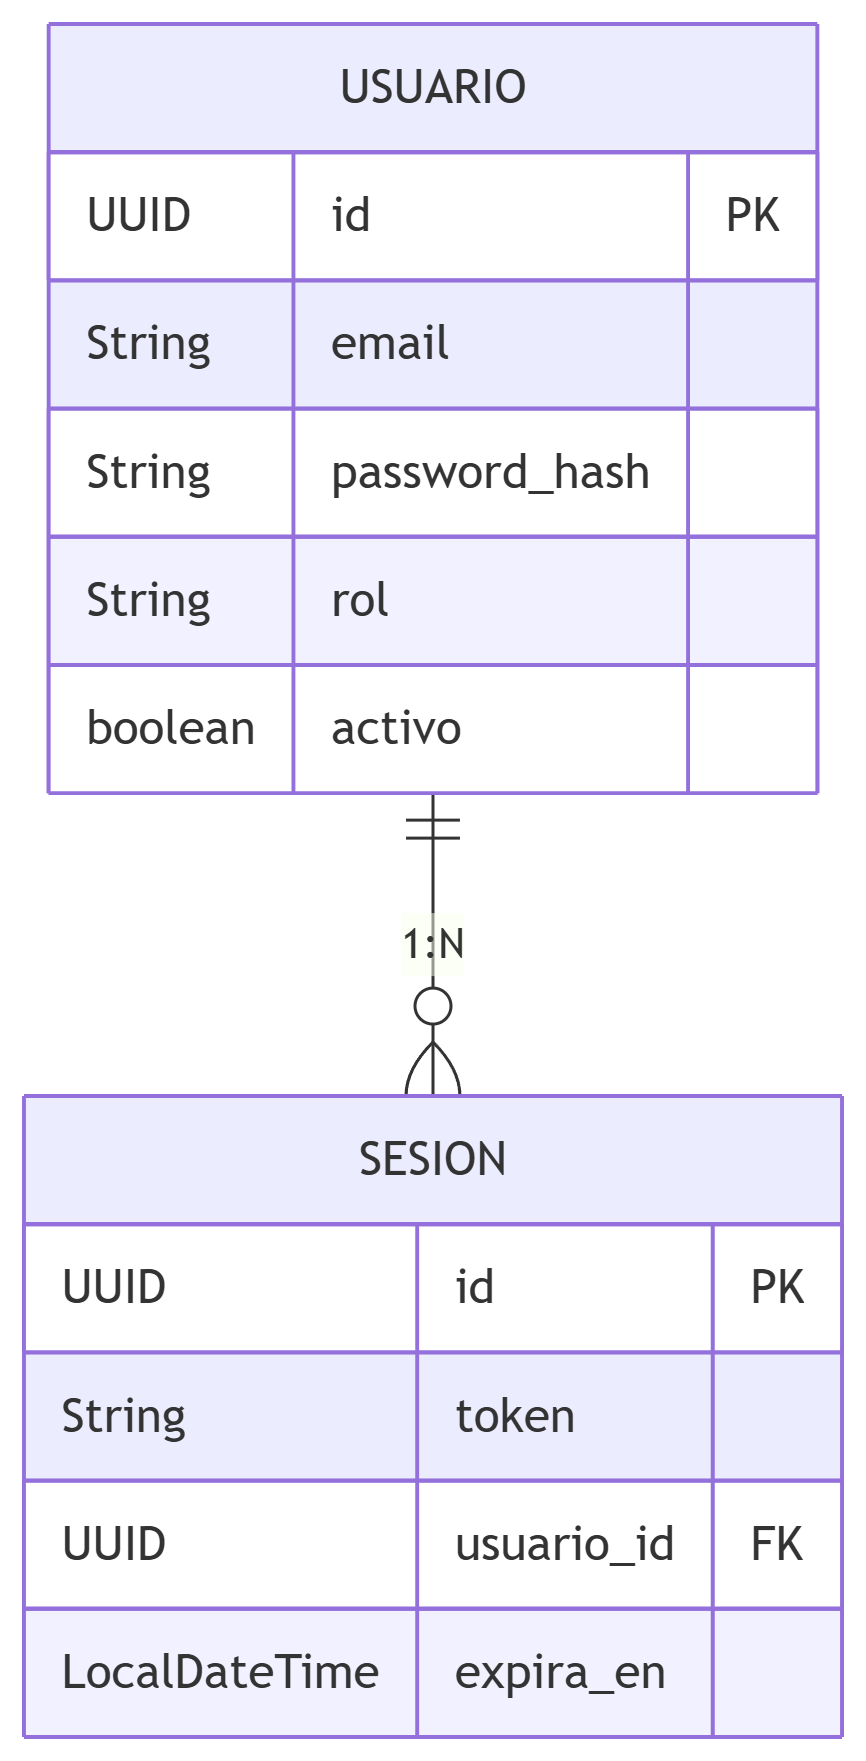 USUARIO
UUID id PK
String email
String password_hash
String rol
boolean activo
1:N
SESION
UUID id PK
String token
UUID usuario_id FK
LocalDateTime expira_en